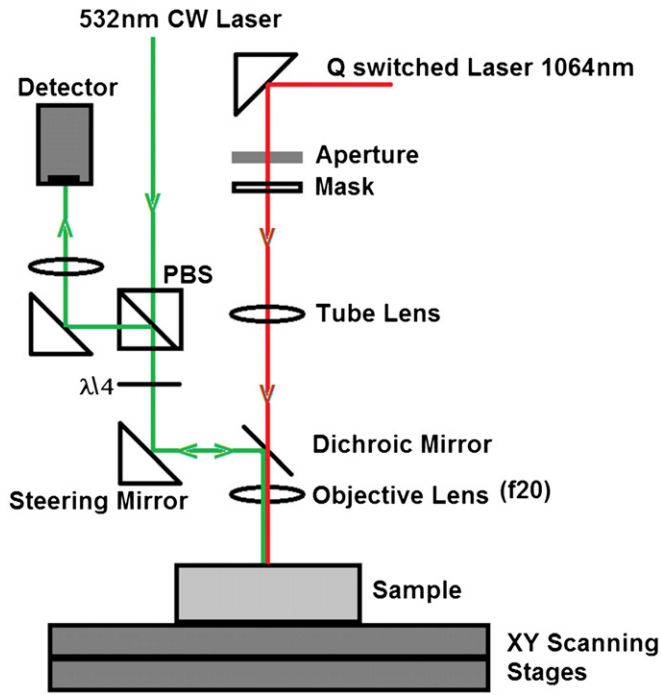 532nm CW Laser
Q switched Laser 1064nm
Detector
Aperture
Mask
PBS
Tube Lens
λ\4
Dichroic Mirror
Steering Mirror
Objective Lens (f20)
Sample
XY Scanning
Stages